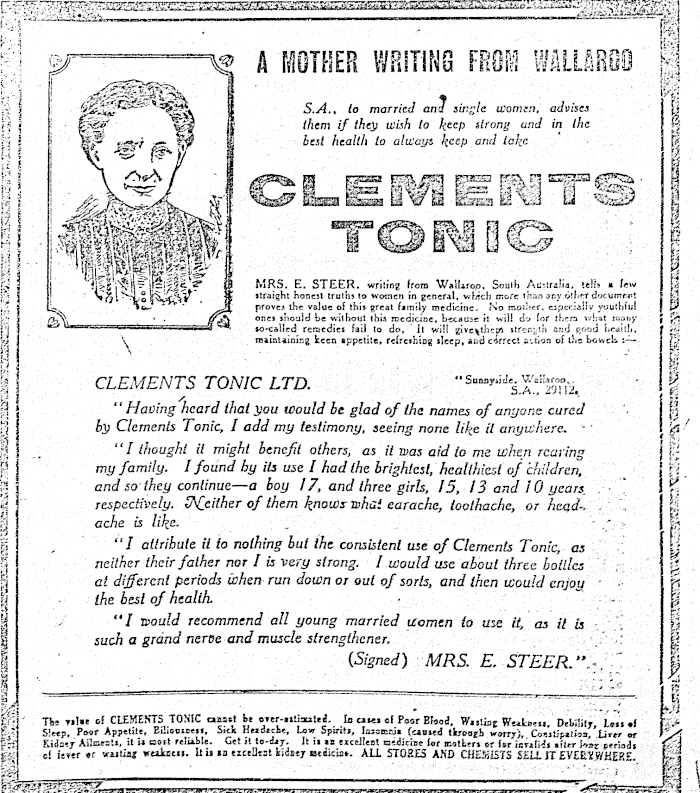 A MOTHER WRITING FROM WALLAROO
S.A., to married and single women, advises
them if they wish to keep strong and in the
best health to always keep and take
CLEMENTS
TONIC
MRS. E. STEER, writing from Wallaroo, South Australia, tells a few
straight honest truths to women in general, which more than any other document
proves the value of this great family medicine. No mother, especially youthful
ones should be without this medicine, because it will do for them what many
so-called remedies fail to do. It will give them strength and good health,
maintaining keen appetite, refreshing sleep, and correct action of the bowels :—
CLEMENTS TONIC LTD.
"Sunnyside, Wallaroo,
S.A., 29112.
"Having heard that you would be glad of the names of anyone cured
by Clements Tonic, I add my testimony, seeing none like it anywhere.
"I thought it might benefit others, as it was aid to me when rearing
my family. I found by its use I had the brightest, healthiest of children,
and so they continue—a boy 17, and three girls, 15, 13 and 10 years
respectively. Neither of them knows what earache, toothache, or head-
ache is like.
"I attribute it to nothing but the consistent use of Clements Tonic, as
neither their father nor I is very strong. I would use about three bottles
at different periods when run down or out of sorts, and then would enjoy
the best of health.
"I would recommend all young married women to use it, as it is
such a grand nerve and muscle strengthener.
(Signed) MRS. E. STEER."
The value of CLEMENTS TONIC cannot be over-estimated. In cases of Poor Blood, Wasting Weakness, Debility, Loss of
Sleep, Poor Appetite, Biliousness, Sick Headache, Low Spirits, Insomnia (caused through worry), Constipation, Liver or
Kidney Ailments, it is most reliable. Get it to-day. It is an excellent medicine for mothers or for invalids after long periods
of fever or wasting weakness. It is an excellent kidney medicine. ALL STORES AND CHEMISTS SELL IT EVERYWHERE.